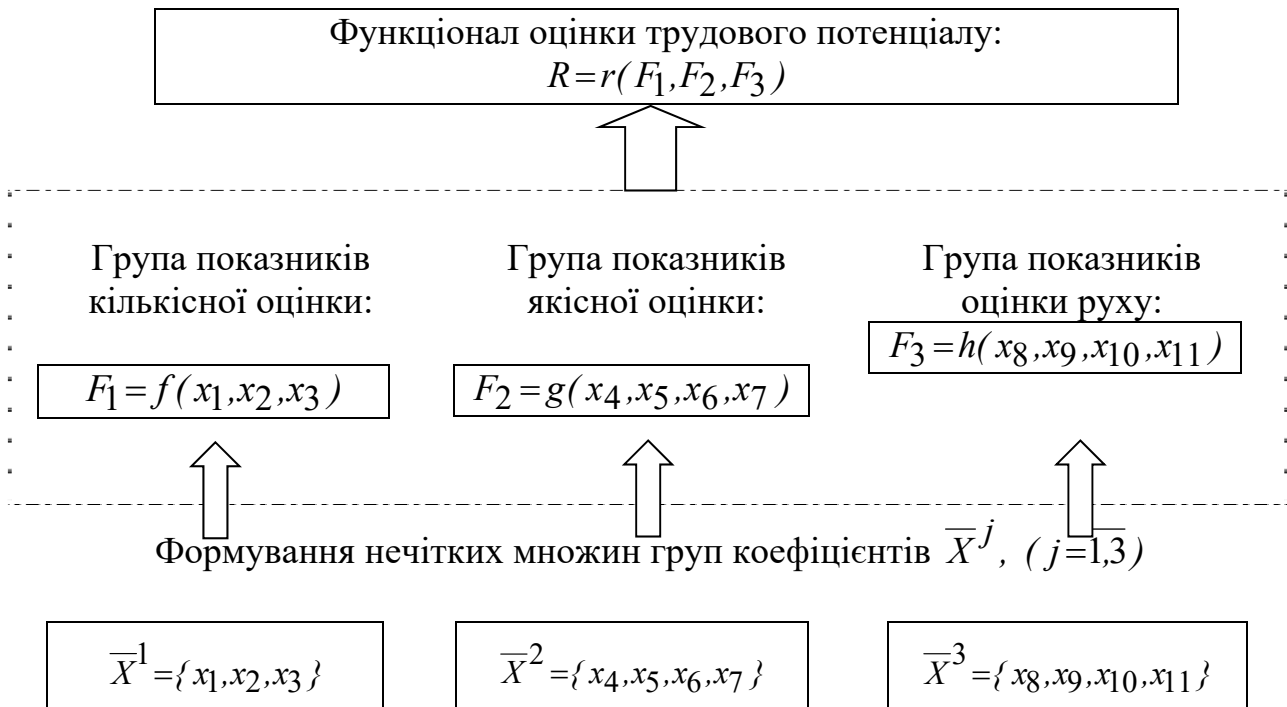 Функціонал оцінки трудового потенціалу:
R=r(F₁,F₂,F₃)
Група показників
кількісної оцінки:
F₁=f(x₁,x₂,x₃)
Група показників
якісної оцінки:
F₂=g(x₄,x₅,x₆,x₇)
Група показників
оцінки руху:
F₃=h(x₈,x₉,x₁₀,x₁₁)
Формування нечітких множин груп коефіцієнтів X̅ʲ, (j=1̅,3̅)
X̅¹={x₁,x₂,x₃}
X̅²={x₄,x₅,x₆,x₇}
X̅³={x₈,x₉,x₁₀,x₁₁}